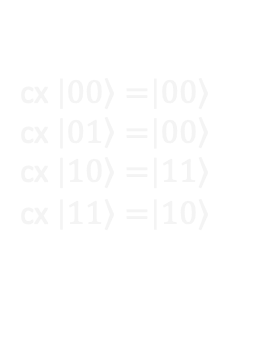 cx |00⟩ =|00⟩
cx |01⟩ =|00⟩
cx |10⟩ =|11⟩
cx |11⟩ =|10⟩